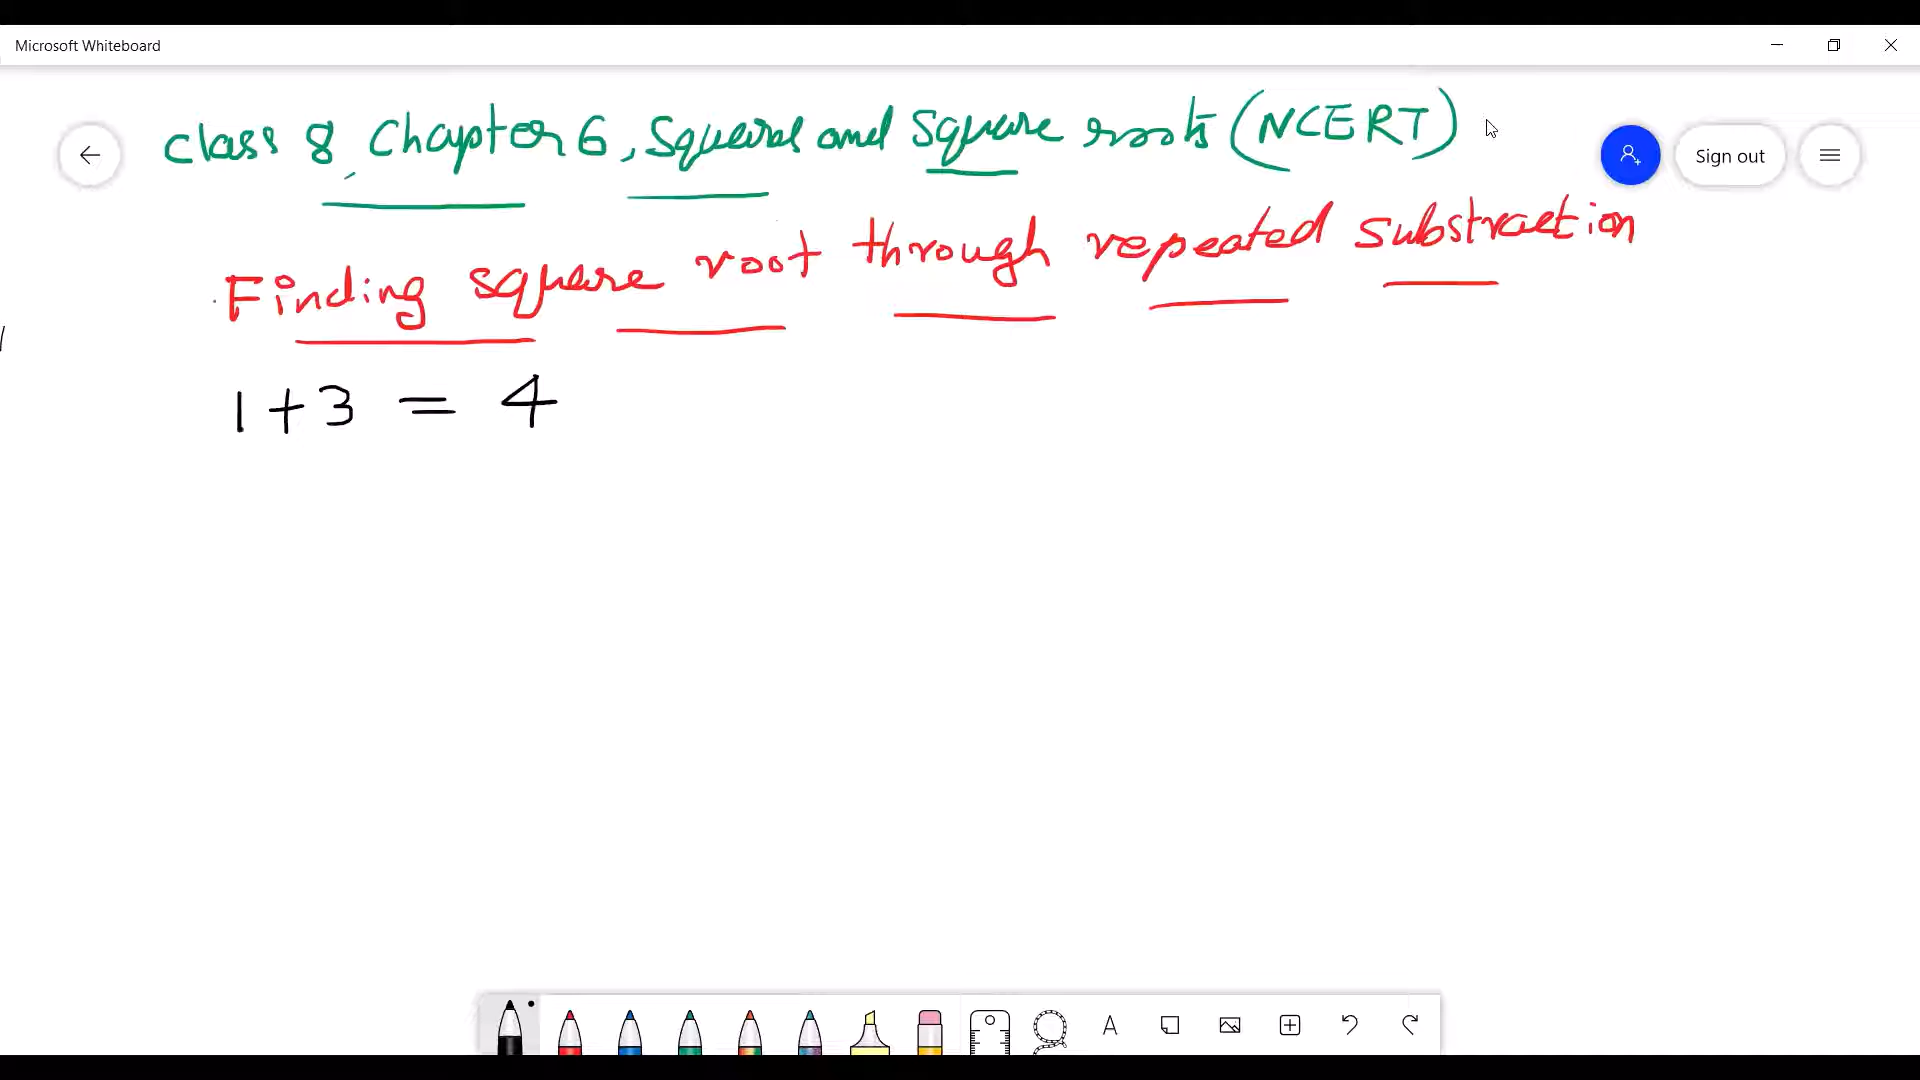 Microsoft Whiteboard
class 8, Chapter 6, Squares and Square roots (NCERT)
Sign out
Finding square root through repeated substraction
1 + 3 = 4